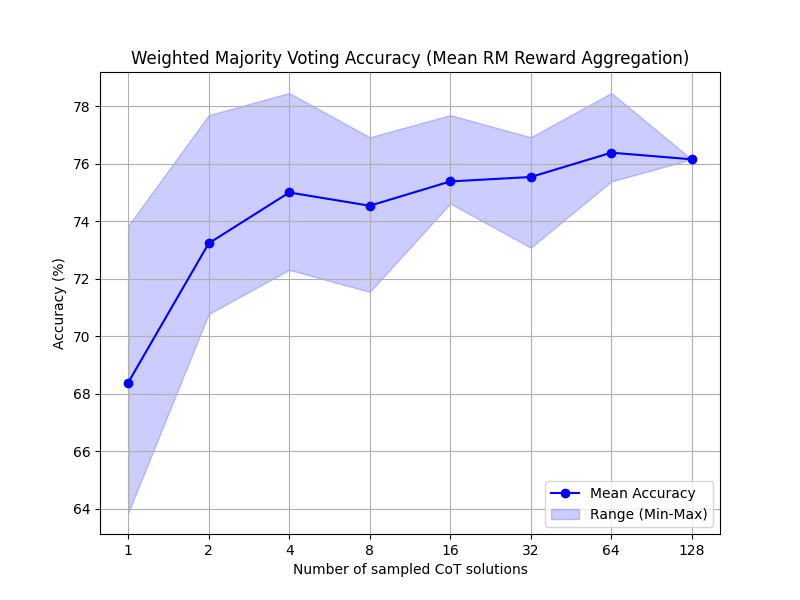 Weighted Majority Voting Accuracy (Mean RM Reward Aggregation)
Accuracy (%)
78
76
74
72
70
68
66
64
Mean Accuracy
Range (Min-Max)
1 2 4 8 16 32 64 128
Number of sampled CoT solutions